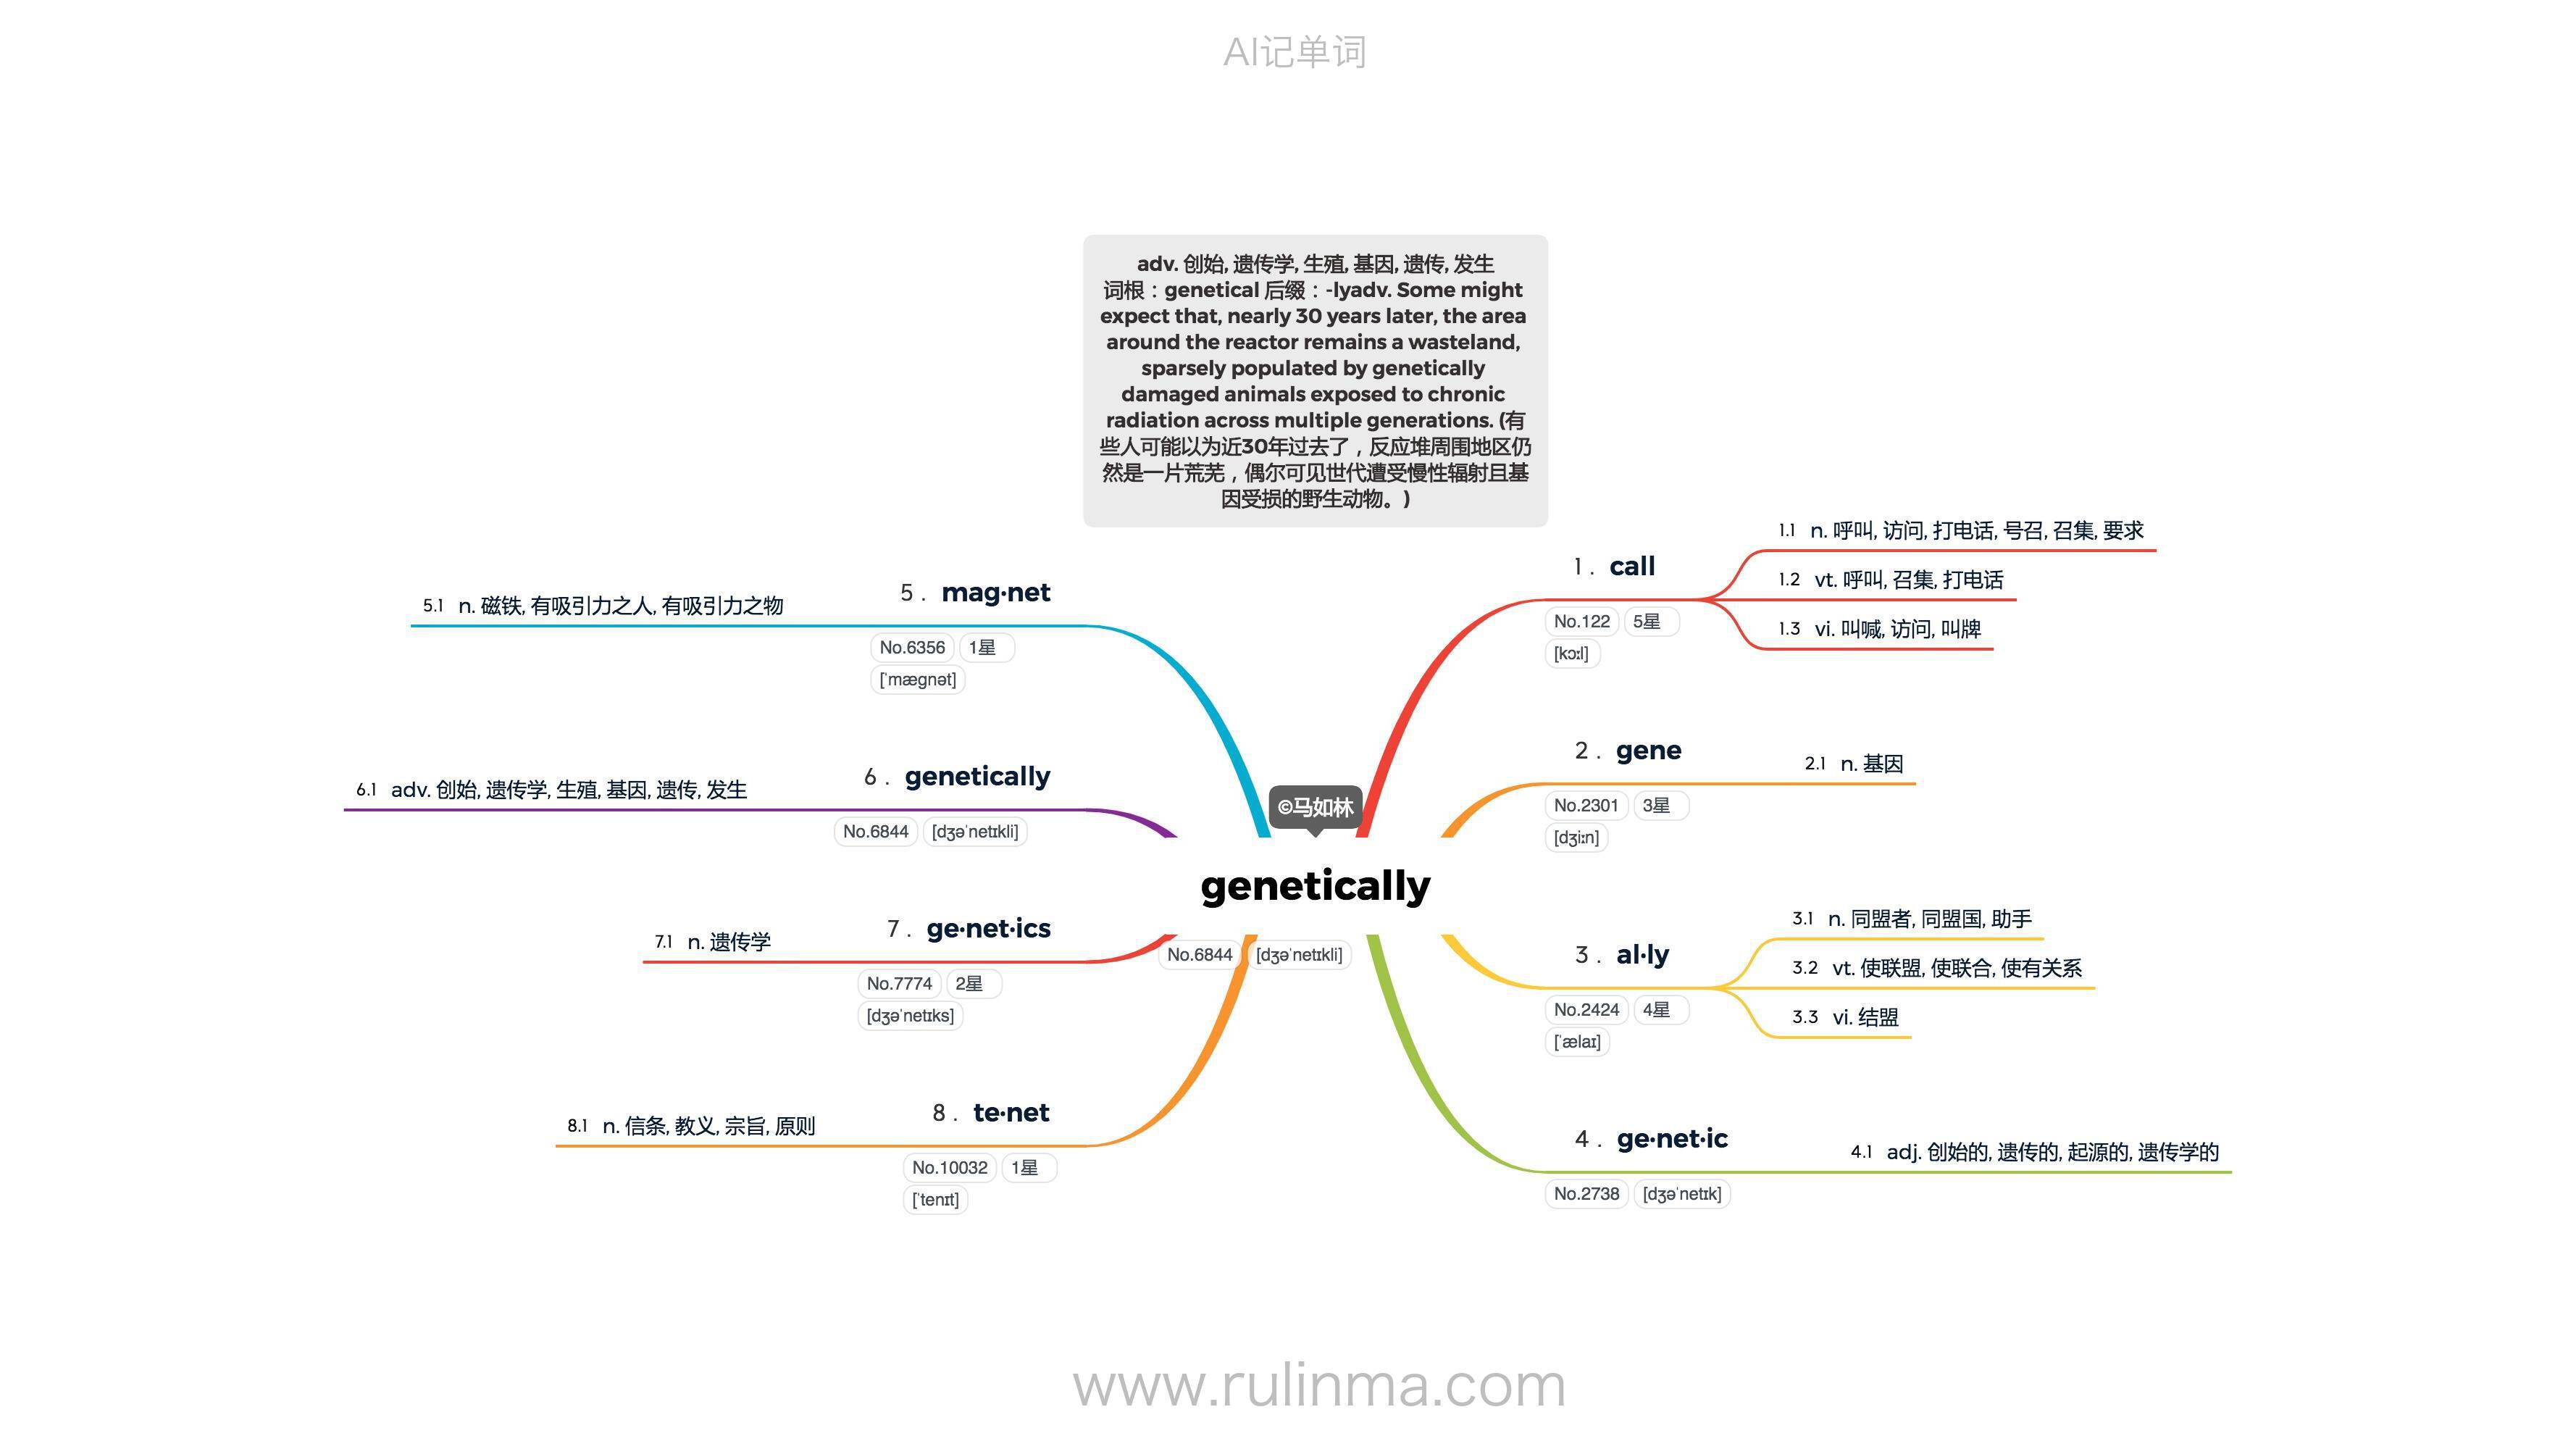 AI记单词
adv. 创始, 遗传学, 生殖, 基因, 遗传, 发生
词根：genetical 后缀：-lyadv. Some might
expect that, nearly 30 years later, the area
around the reactor remains a wasteland,
sparsely populated by genetically
damaged animals exposed to chronic
radiation across multiple generations. (有
些人可能以为近30年过去了，反应堆周围地区仍
然是一片荒芜，偶尔可见世代遭受慢性辐射且基
因受损的野生动物。)
©马如林
genetically
No.6844 [dʒəˈnetɪkli]
1. call
No.122 5星
[kɔːl]
1.1 n. 呼叫, 访问, 打电话, 号召, 召集, 要求
1.2 vt. 呼叫, 召集, 打电话
1.3 vi. 叫喊, 访问, 叫牌
2. gene
No.2301 3星
[dʒiːn]
2.1 n. 基因
3. al·ly
No.2424 4星
[ˈælaɪ]
3.1 n. 同盟者, 同盟国, 助手
3.2 vt. 使联盟, 使联合, 使有关系
3.3 vi. 结盟
4. ge·net·ic
No.2738 [dʒəˈnetɪk]
4.1 adj. 创始的, 遗传的, 起源的, 遗传学的
5. mag·net
No.6356 1星
[ˈmægnət]
5.1 n. 磁铁, 有吸引力之人, 有吸引力之物
6. genetically
No.6844 [dʒəˈnetɪkli]
6.1 adv. 创始, 遗传学, 生殖, 基因, 遗传, 发生
7. ge·net·ics
No.7774 2星
[dʒəˈnetɪks]
7.1 n. 遗传学
8. te·net
No.10032 1星
[ˈtenɪt]
8.1 n. 信条, 教义, 宗旨, 原则
www.rulinma.com